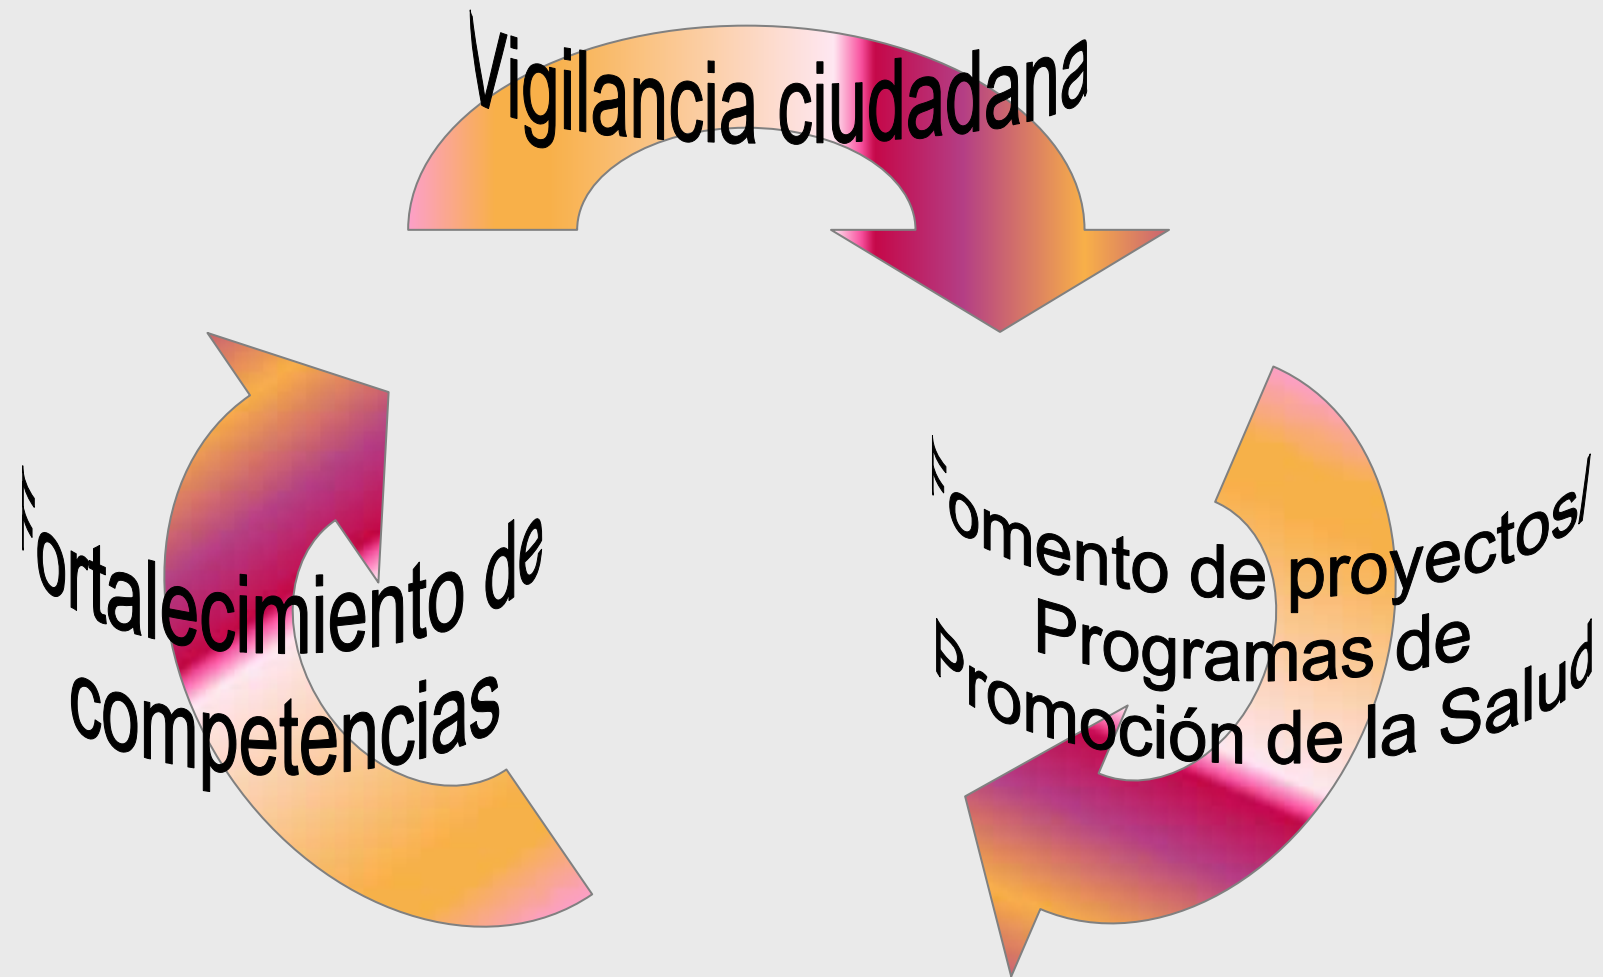 Vigilancia ciudadana
Fortalecimiento de
competencias
Fomento de proyectos/
Programas de
Promoción de la Salud